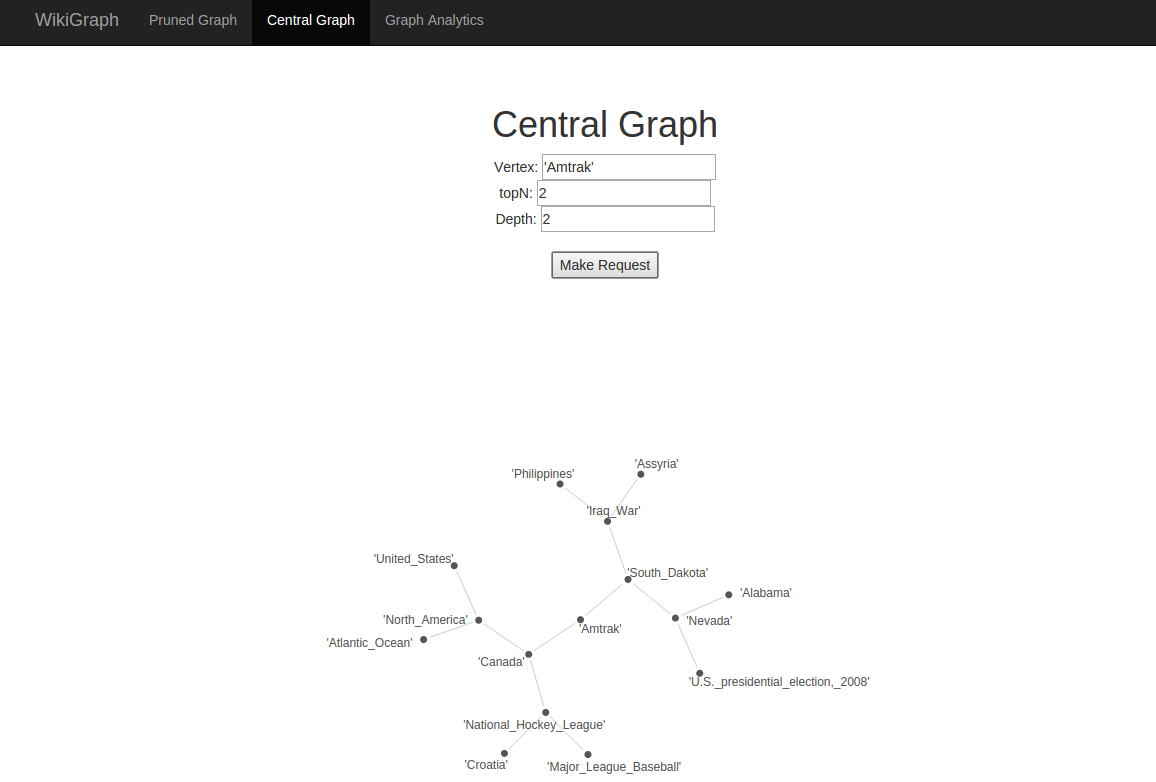 WikiGraph Pruned Graph Central Graph Graph Analytics
Central Graph
Vertex: 'Amtrak'
topN: 2
Depth: 2
Make Request
'Assyria'
'Philippines'
'Iraq_War'
'United_States'
'South_Dakota'
'Alabama'
'North_America'
'Nevada'
'Amtrak'
'Atlantic_Ocean'
'Canada'
'U.S._presidential_election,_2008'
'National_Hockey_League'
'Croatia'
'Major_League_Baseball'